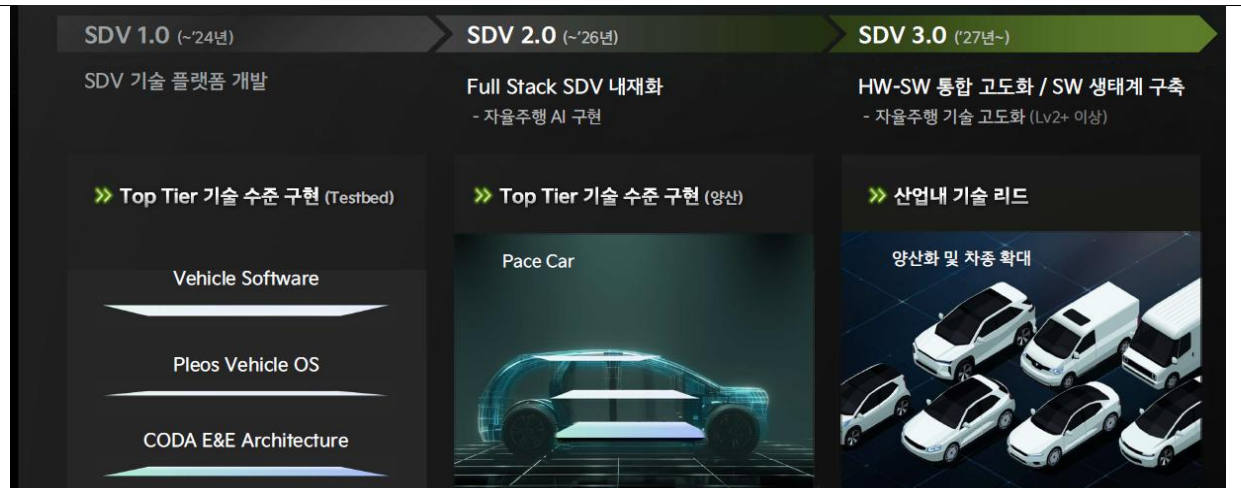 SDV 1.0 (~'24년)
SDV 기술 플랫폼 개발
Top Tier 기술 수준 구현 (Testbed)
Vehicle Software
Pleos Vehicle OS
CODA E&E Architecture
SDV 2.0 (~'26년)
Full Stack SDV 내재화
- 자율주행 AI 구현
Top Tier 기술 수준 구현 (양산)
Pace Car
SDV 3.0 ('27년~)
HW-SW 통합 고도화 / SW 생태계 구축
- 자율주행 기술 고도화 (Lv2+ 이상)
산업내 기술 리드
양산화 및 차종 확대